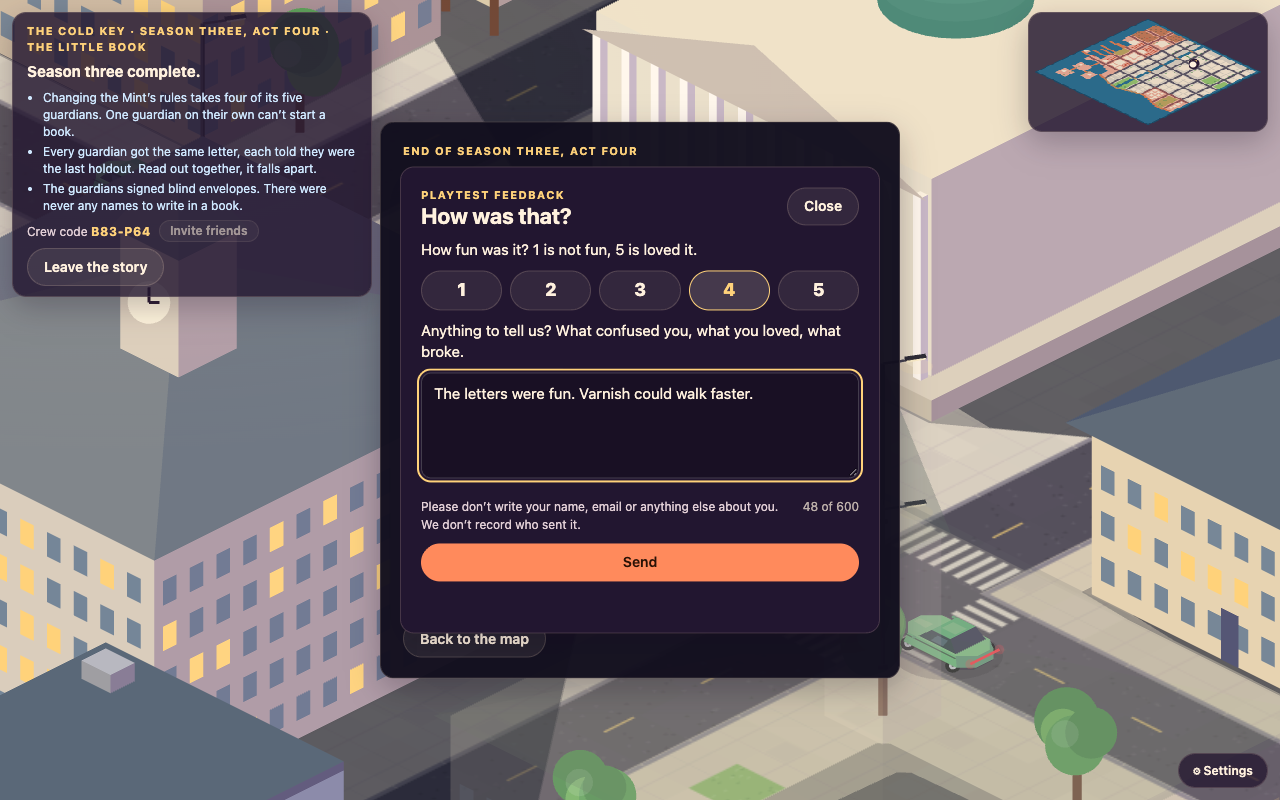 THE COLD KEY · SEASON THREE, ACT FOUR ·
THE LITTLE BOOK
Season three complete.
• Changing the Mint’s rules takes four of its five
guardians. One guardian on their own can’t start a
book.
• Every guardian got the same letter, each told they were
the last holdout. Read out together, it falls apart.
• The guardians signed blind envelopes. There were
never any names to write in a book.
Crew code B83-P64 Invite friends
Leave the story
END OF SEASON THREE, ACT FOUR
PLAYTEST FEEDBACK
How was that?
Close
How fun was it? 1 is not fun, 5 is loved it.
1 2 3 4 5
Anything to tell us? What confused you, what you loved, what
broke.
The letters were fun. Varnish could walk faster.
Please don’t write your name, email or anything else about you. 48 of 600
We don’t record who sent it.
Send
Back to the map
⚙ Settings